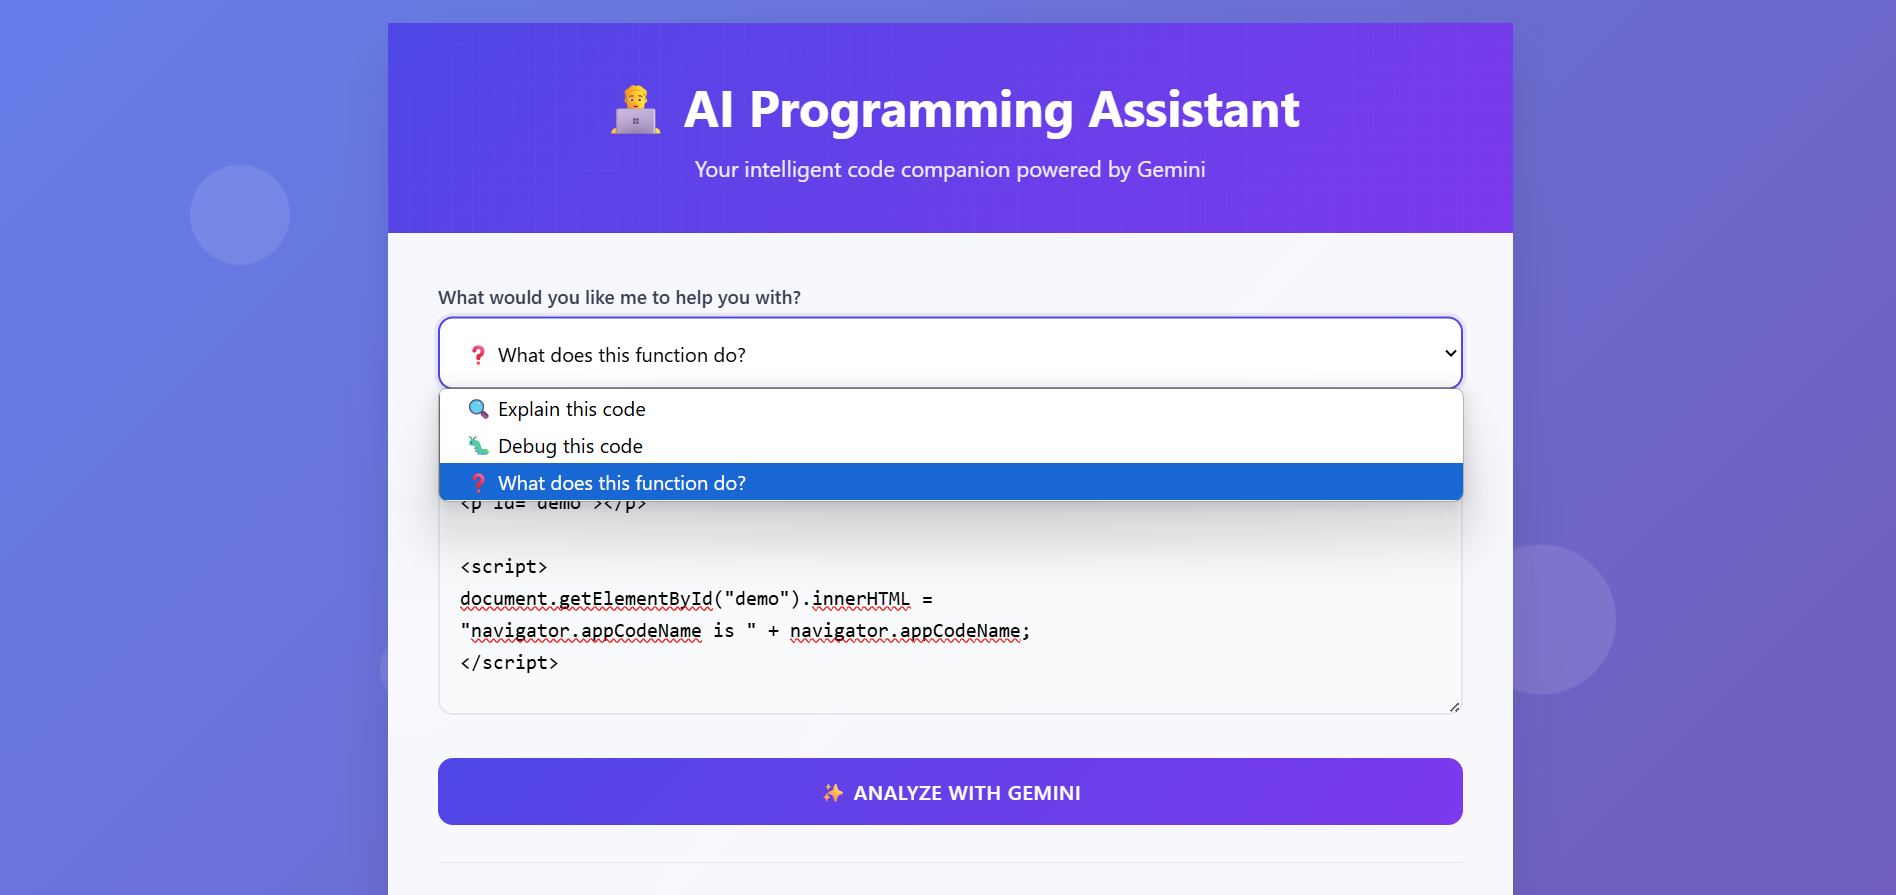 🧑‍💻 AI Programming Assistant
Your intelligent code companion powered by Gemini
What would you like me to help you with?
❓ What does this function do?
🔍 Explain this code
🐛 Debug this code
❓ What does this function do?
<p id="demo"></p>
<script>
document.getElementById("demo").innerHTML =
"navigator.appCodeName is " + navigator.appCodeName;
</script>
✨ ANALYZE WITH GEMINI